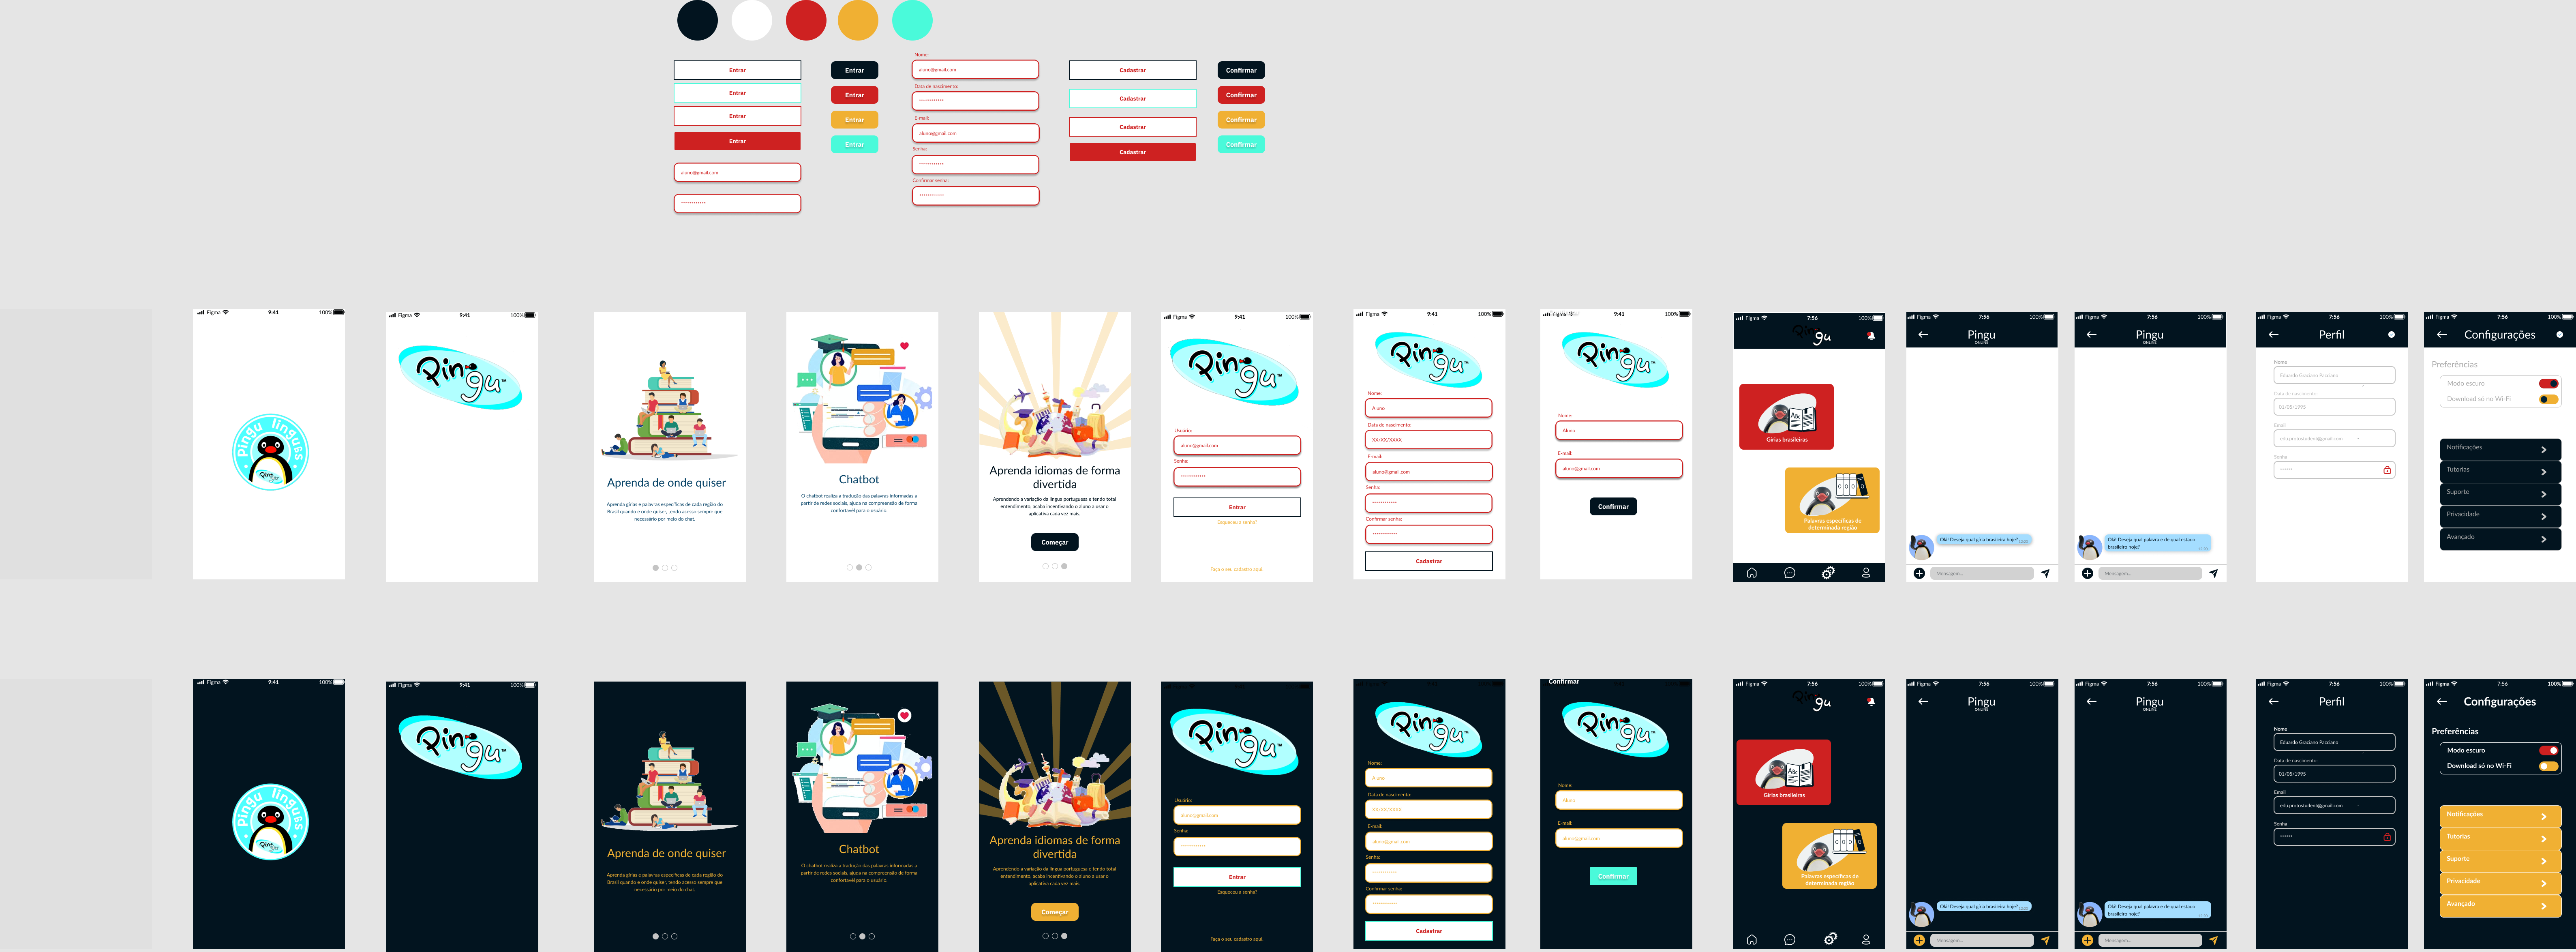 Entrar
Entrar
Entrar
Entrar
aluno@gmail.com
************
Entrar
Entrar
Entrar
Entrar
Nome:
aluno@gmail.com
Data de nascimento:
************
E-mail:
aluno@gmail.com
Senha:
************
Confirmar senha:
************
Cadastrar
Cadastrar
Cadastrar
Cadastrar
Confirmar
Confirmar
Confirmar
Confirmar
Figma 9:41 100%
Pingu línguas
Pingu
Figma 9:41 100%
Pingu™
Aprenda de onde quiser
Aprenda gírias e palavras específicas de cada região do
Brasil quando e onde quiser, tendo acesso sempre que
necessário por meio do chat.
Chatbot
O chatbot realiza a tradução das palavras informadas a
partir de redes sociais, ajuda na compreensão de forma
confortável para o usuário.
Aprenda idiomas de forma
divertida
Aprendendo a variação da língua portuguesa e tendo total
entendimento, acaba incentivando o aluno a usar o
aplicativo cada vez mais.
Começar
Figma 9:41 100%
Pingu™
Usuário:
aluno@gmail.com
Senha:
************
Entrar
Esqueceu a senha?
Faça o seu cadastro aqui.
Figma 9:41 100%
Pingu™
Nome:
Aluno
Data de nascimento:
XX/XX/XXXX
E-mail:
aluno@gmail.com
Senha:
************
Confirmar senha:
************
Cadastrar
9:41 100%
Pingu™
Nome:
Aluno
E-mail:
aluno@gmail.com
Confirmar
Figma 7:56 100%
Pingu
ABC
Gírias brasileiras
0 0 0 0
Palavras específicas de
determinada região
Figma 7:56 100%
Pingu
ONLINE
Olá! Deseja qual gíria brasileira hoje?
Mensagem...
Figma 7:56 100%
Pingu
ONLINE
Olá! Deseja qual palavra e de qual estado
brasileiro hoje?
Mensagem...
Figma 7:56 100%
Perfil
Nome
Eduardo Graciano Pacciano
Data de nascimento:
01/05/1995
Email
edu.protostudent@gmail.com
Senha
******
Figma 7:56 100%
Configurações
Preferências
Modo escuro
Download só no Wi-Fi
Notificações
Tutorias
Suporte
Privacidade
Avançado
Figma 9:41 100%
Pingu línguas
Pingu
Figma 9:41 100%
Pingu™
Aprenda de onde quiser
Aprenda gírias e palavras específicas de cada região do
Brasil quando e onde quiser, tendo acesso sempre que
necessário por meio do chat.
Chatbot
O chatbot realiza a tradução das palavras informadas a
partir de redes sociais, ajuda na compreensão de forma
confortável para o usuário.
Aprenda idiomas de forma
divertida
Aprendendo a variação da língua portuguesa e tendo total
entendimento, acaba incentivando o aluno a usar o
aplicativo cada vez mais.
Começar
Pingu™
Usuário:
aluno@gmail.com
Senha:
************
Entrar
Esqueceu a senha?
Faça o seu cadastro aqui.
Pingu™
Nome:
Aluno
Data de nascimento:
XX/XX/XXXX
E-mail:
aluno@gmail.com
Senha:
************
Confirmar senha:
************
Cadastrar
Confirmar
Pingu™
Nome:
Aluno
E-mail:
aluno@gmail.com
Confirmar
Figma 7:56 100%
Pingu
ABC
Gírias brasileiras
0 0 0 0
Palavras específicas de
determinada região
Figma 7:56 100%
Pingu
ONLINE
Olá! Deseja qual gíria brasileira hoje?
Mensagem...
Figma 7:56 100%
Pingu
ONLINE
Olá! Deseja qual palavra e de qual estado
brasileiro hoje?
Mensagem...
Figma 7:56 100%
Perfil
Nome
Eduardo Graciano Pacciano
Data de nascimento:
01/05/1995
Email
edu.protostudent@gmail.com
Senha
******
Figma 7:56 100%
Configurações
Preferências
Modo escuro
Download só no Wi-Fi
Notificações
Tutorias
Suporte
Privacidade
Avançado